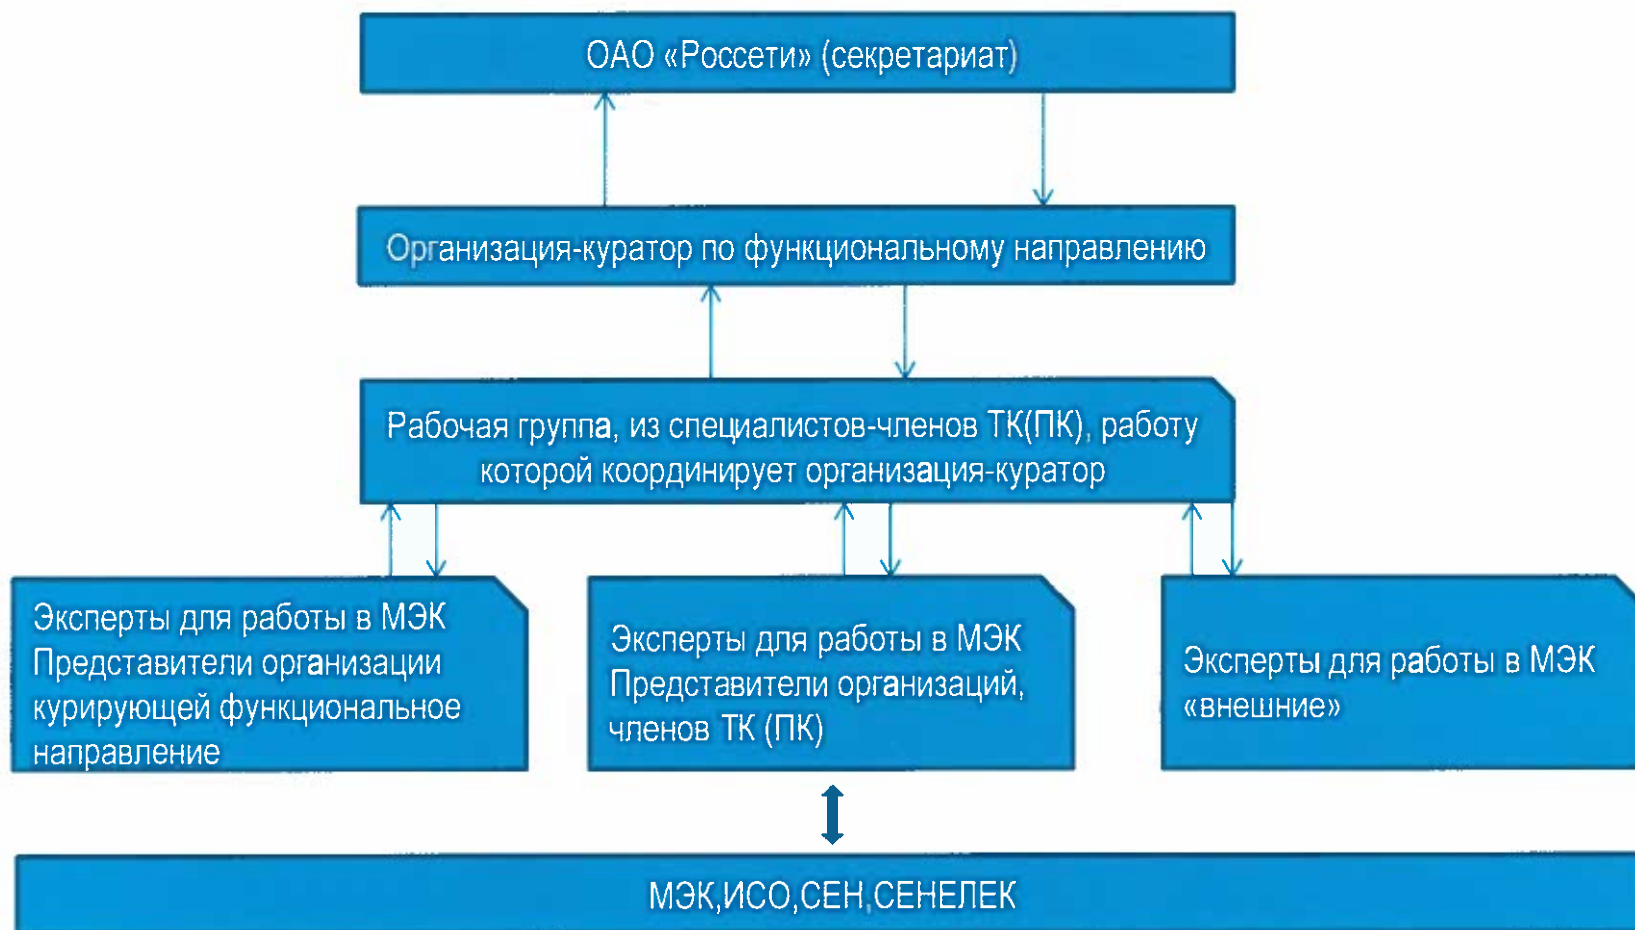 ОАО «Россети» (секретариат)
Организация-куратор по функциональному направлению
Рабочая группа, из специалистов-членов ТК(ПК), работу
которой координирует организация-куратор
Эксперты для работы в МЭК
Представители организации
курирующей функциональное
направление
Эксперты для работы в МЭК
Представители организаций,
членов ТК (ПК)
Эксперты для работы в МЭК
«внешние»
МЭК,ИСО,СЕН,СЕНЕЛЕК